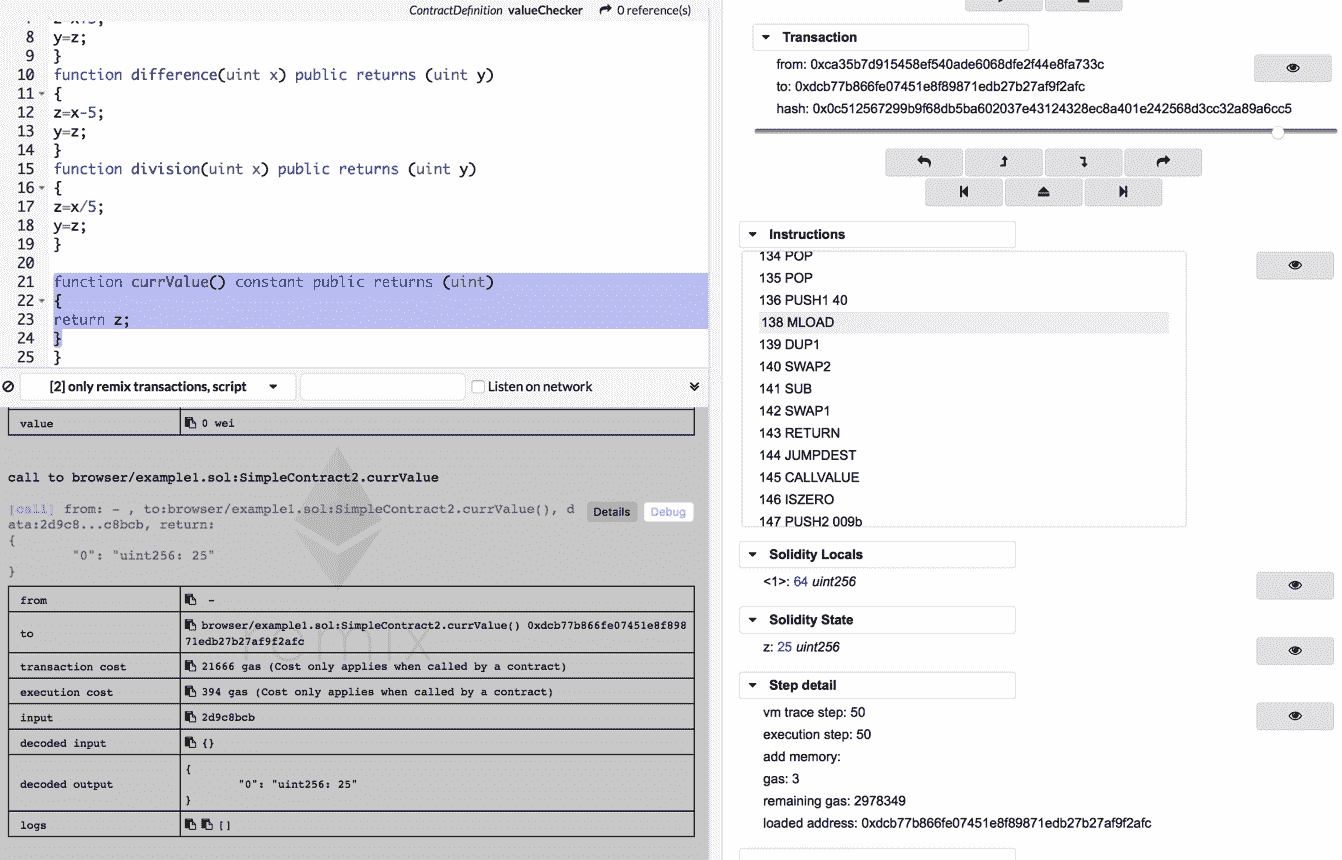 ContractDefinition valueChecker 0 reference(s)
8 y=z;
9 }
10 function difference(uint x) public returns (uint y)
11 {
12 z=x-5;
13 y=z;
14 }
15 function division(uint x) public returns (uint y)
16 {
17 z=x/5;
18 y=z;
19 }
20
21 function currValue() constant public returns (uint)
22 {
23 return z;
24 }
25 }
[2] only remix transactions, script
Listen on network
value 0 wei
call to browser/example1.sol:SimpleContract2.currValue
[call] from: - , to:browser/example1.sol:SimpleContract2.currValue(), d
ata:2d9c8...c8bcb, return:
{
"0": "uint256: 25"
}
Details
Debug
from -
to browser/example1.sol:SimpleContract2.currValue() 0xdcb77b866fe07451e8f898
71edb27b27af9f2afc
transaction cost 21666 gas (Cost only applies when called by a contract)
execution cost 394 gas (Cost only applies when called by a contract)
input 2d9c8bcb
decoded input {}
decoded output {
"0": "uint256: 25"
}
logs []
remix
Transaction
from: 0xca35b7d915458ef540ade6068dfe2f44e8fa733c
to: 0xdcb77b866fe07451e8f89871edb27b27af9f2afc
hash: 0x0c512567299b9f68db5ba602037e43124328ec8a401e242568d3cc32a89a6cc5
Instructions
134 POP
135 POP
136 PUSH1 40
138 MLOAD
139 DUP1
140 SWAP2
141 SUB
142 SWAP1
143 RETURN
144 JUMPDEST
145 CALLVALUE
146 ISZERO
147 PUSH2 009b
Solidity Locals
<1>: 64 uint256
Solidity State
z: 25 uint256
Step detail
vm trace step: 50
execution step: 50
add memory:
gas: 3
remaining gas: 2978349
loaded address: 0xdcb77b866fe07451e8f89871edb27b27af9f2afc